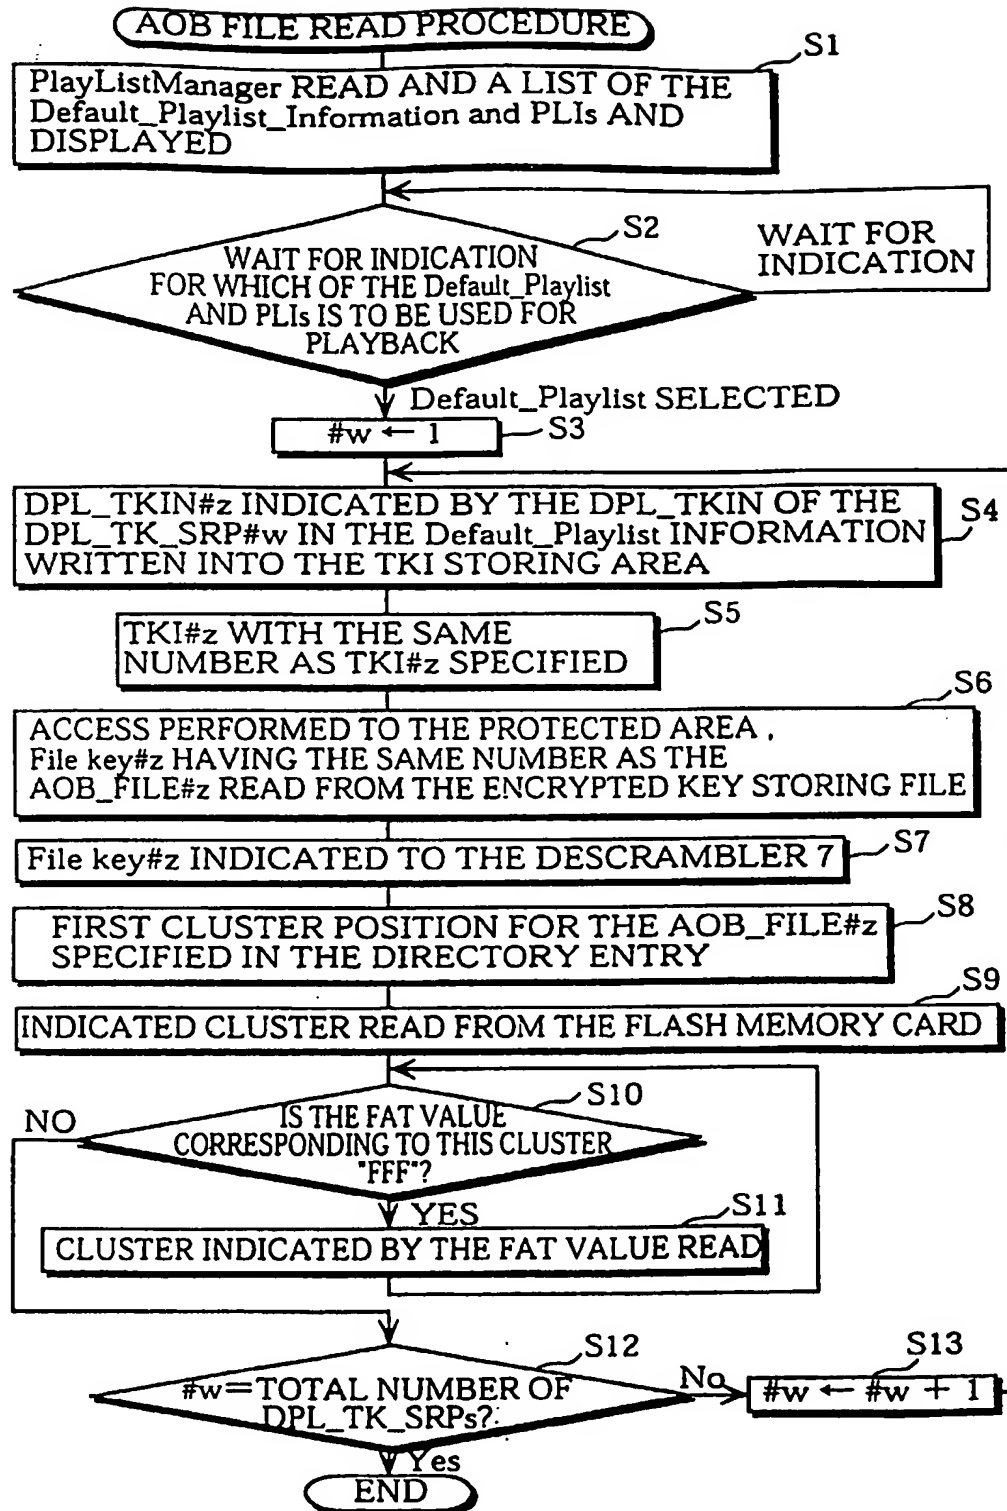 AOB FILE READ PROCEDURE
S1
PlayListManager READ AND A LIST OF THE
Default_Playlist_Information and PLIs AND
DISPLAYED
S2
WAIT FOR INDICATION
FOR WHICH OF THE Default_Playlist
AND PLIs IS TO BE USED FOR
PLAYBACK
WAIT FOR
INDICATION
Default_Playlist SELECTED
#w ← 1
S3
DPL_TKIN#z INDICATED BY THE DPL_TKIN OF THE
DPL_TK_SRP#w IN THE Default_Playlist INFORMATION
WRITTEN INTO THE TKI STORING AREA
S4
S5
TKI#z WITH THE SAME
NUMBER AS TKI#z SPECIFIED
S6
ACCESS PERFORMED TO THE PROTECTED AREA ,
File key#z HAVING THE SAME NUMBER AS THE
AOB_FILE#z READ FROM THE ENCRYPTED KEY STORING FILE
File key#z INDICATED TO THE DESCRAMBLER 7
S7
FIRST CLUSTER POSITION FOR THE AOB_FILE#z
SPECIFIED IN THE DIRECTORY ENTRY
S8
S9
INDICATED CLUSTER READ FROM THE FLASH MEMORY CARD
S10
NO
IS THE FAT VALUE
CORRESPONDING TO THIS CLUSTER
"FFF"?
YES
S11
CLUSTER INDICATED BY THE FAT VALUE READ
S12
#w=TOTAL NUMBER OF
DPL_TK_SRPs?
No
S13
#w ← #w + 1
Yes
END